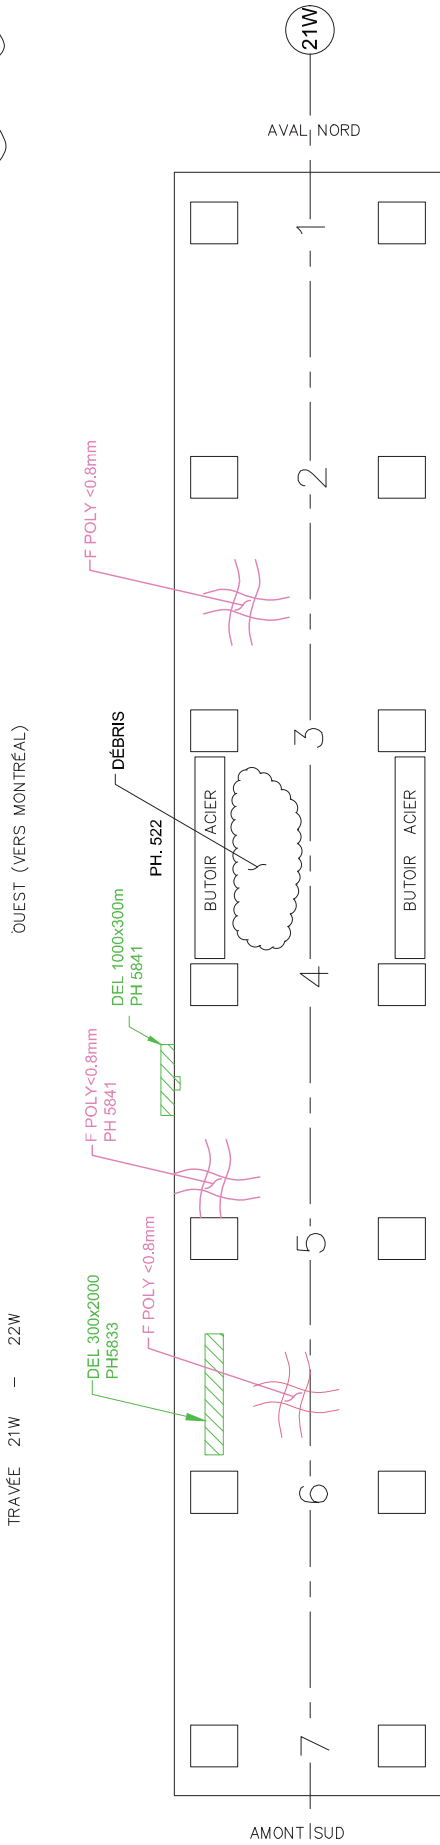 21W
AVAL NORD
1
2
F POLY <0.8mm
3
OUEST (VERS MONTRÉAL)
DÉBRIS
PH. 522
BUTOIR ACIER
BUTOIR ACIER
DEL 1000x300m
PH 5841
4
F POLY<0.8mm
PH 5841
5
F POLY <0.8mm
DEL 300x2000
PH5833
TRAVÉE 21W - 22W
6
7
AMONT SUD